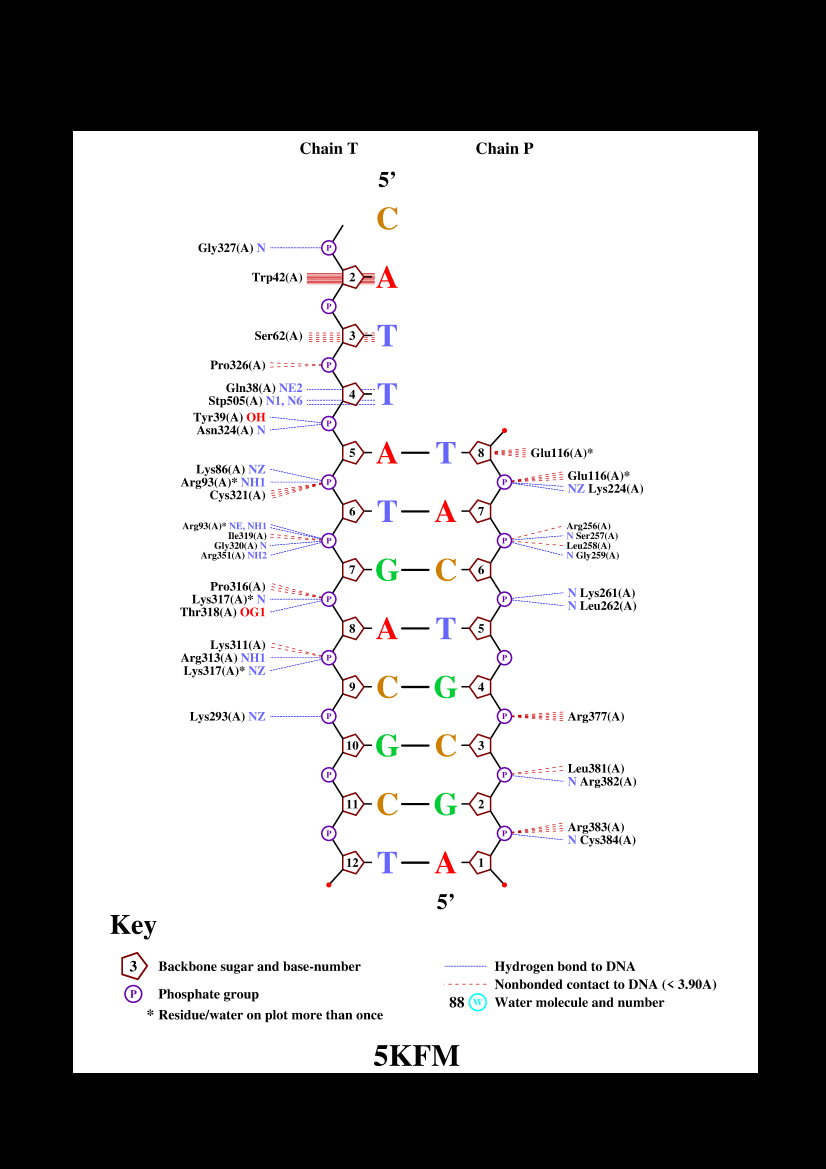 Chain T Chain P
5’
C
P
Gly327(A) N
Trp42(A) 2 A
P
Ser62(A) 3 T
Pro326(A) P
Gln38(A) NE2
4 T
Stp505(A) N1, N6
Tyr39(A) OH
P
Asn324(A) N
5 A T 8 Glu116(A)*
Lys86(A) NZ
Glu116(A)*
Arg93(A)* NH1 P P
NZ Lys224(A)
Cys321(A)
6 T A 7
Arg93(A)* NE, NH1 Arg256(A)
Ile319(A) N Ser257(A)
P P
Gly320(A) N Leu258(A)
Arg351(A) NH2 N Gly259(A)
7 G C 6
Pro316(A)
N Lys261(A)
Lys317(A)* N P P
N Leu262(A)
Thr318(A) OG1
8 A T 5
Lys311(A)
Arg313(A) NH1 P P
Lys317(A)* NZ
9 C G 4
Lys293(A) NZ P P Arg377(A)
10 G C 3
Leu381(A)
P P
N Arg382(A)
11 C G 2
Arg383(A)
P P
N Cys384(A)
12 T A 1
5’
Key
3 Backbone sugar and base-number
P Phosphate group
* Residue/water on plot more than once
Hydrogen bond to DNA
Nonbonded contact to DNA (< 3.90A)
88 W Water molecule and number
5KFM